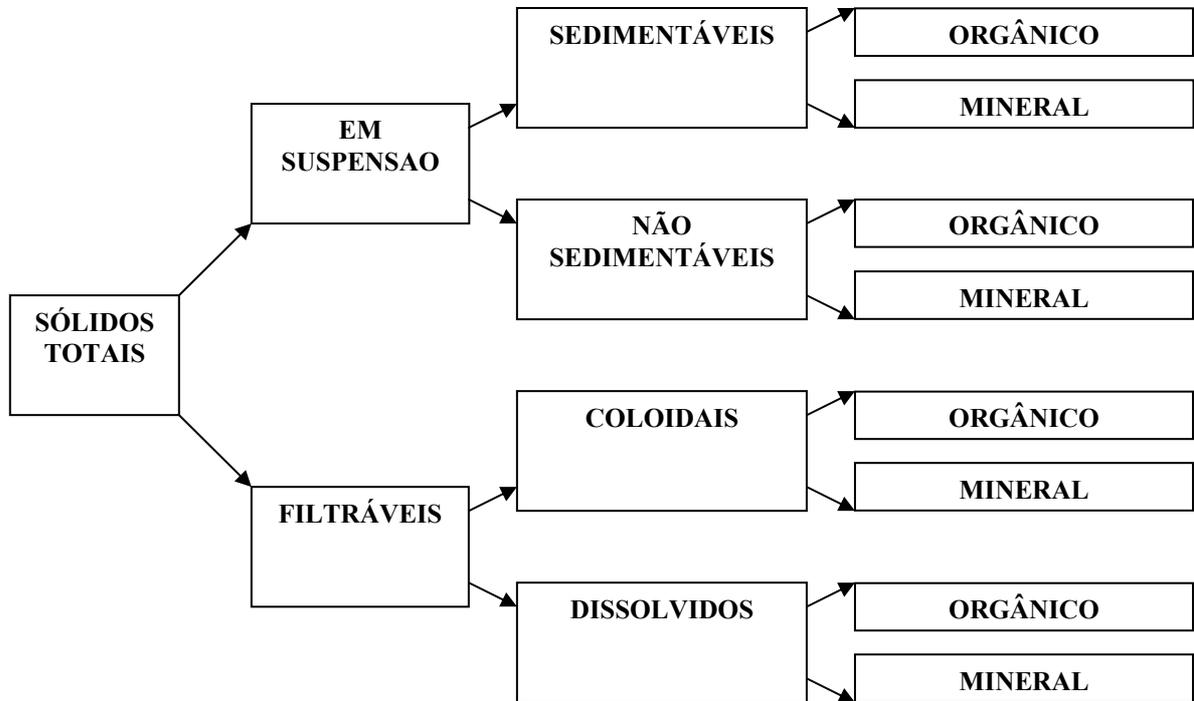 SEDIMENTÁVEIS
ORGÂNICO
MINERAL
EM
SUSPENSAO
NÃO
SEDIMENTÁVEIS
ORGÂNICO
MINERAL
SÓLIDOS
TOTAIS
COLOIDAIS
ORGÂNICO
MINERAL
FILTRÁVEIS
DISSOLVIDOS
ORGÂNICO
MINERAL